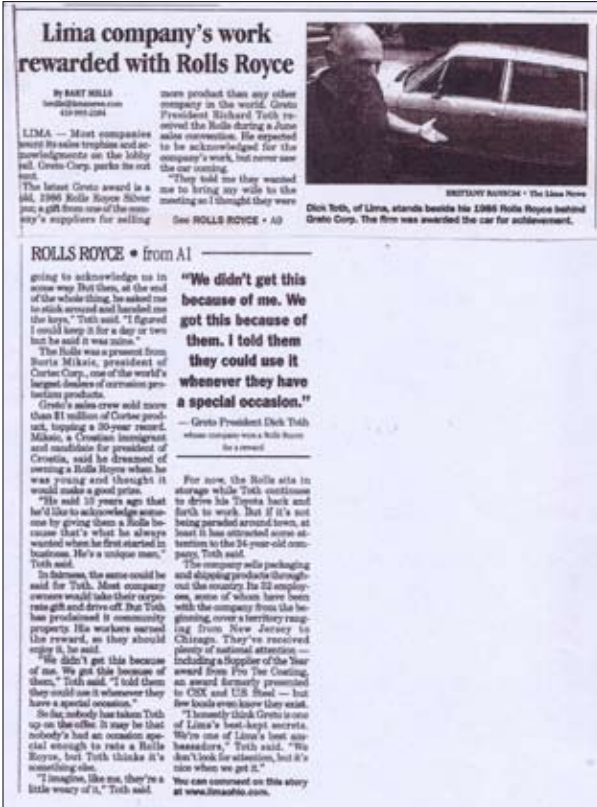 Lima company's work
rewarded with Rolls Royce
By BART MILLS
LIMA — Most companies
mount its sales trophies and ac-
knowledgments on the lobby
wall. Greto Corp. parks its out
The latest Greto award is a
old, 1986 Rolls Royce Silver
Spur, a gift from one of the com-
pany's suppliers for selling
more product than any other
company in the world. Greto
President Richard Toth re-
ceived the Rolls during a June
sales convention. He expected
to be acknowledged for the
company's work, but never saw
the car coming.
"They told me they wanted
me to bring my wife to the
meeting so I thought they were
See ROLLS ROYCE • A9
BRITTANY RANSOM • The Lima News
Dick Toth, of Lima, stands beside his 1986 Rolls Royce behind
Greto Corp. The firm was awarded the car for achievement.
ROLLS ROYCE • from A1
going to acknowledge us in
some way. But then, at the end
of the whole thing, he asked me
to stick around and handed me
the keys," Toth said. "I figured
I could keep it for a day or two
but he said it was mine."
The Rolls was a present from
Boris Miksic, president of
Cortec Corp., one of the world's
largest dealers of corrosion pro-
tection products.
Greto's sales crew sold more
than $1 million of Cortec prod-
uct, topping a 20-year record.
Miksic, a Croatian immigrant
and candidate for president of
Croatia, said he dreamed of
owning a Rolls Royce when he
was young and thought it
would make a good prize.
"He said 10 years ago that
he'd like to acknowledge some-
one by giving them a Rolls be-
cause that's what he always
wanted when he first started in
business. He's a unique man,"
Toth said.
In fairness, the same could be
said for Toth. Most company
owners would take their corpo-
rate gift and drive off. But Toth
has proclaimed it community
property. His workers earned
the reward, so they should
enjoy it, he said.
"We didn't get this because
of me. We got this because of
them," Toth said. "I told them
they could use it whenever they
have a special occasion."
So far, nobody has taken Toth
up on the offer. It may be that
nobody's had an occasion spe-
cial enough to rate a Rolls
Royce, but Toth thinks it's
something else.
"I imagine, like me, they're a
little weary of it," Toth said.
"We didn't get this
because of me. We
got this because of
them. I told them
they could use it
whenever they have
a special occasion."
— Greto President Dick Toth
whose company won a Rolls Royce
for a reward
For now, the Rolls sits in
storage while Toth continues
to drive his Toyota back and
forth to work. But if it's not
being paraded around town, at
least it has attracted some at-
tention to the 24-year-old com-
pany, Toth said.
The company sells packaging
and shipping products through-
out the country. Its 32 employ-
ees, some of whom have been
with the company from the be-
ginning, cover a territory rang-
ing from New Jersey to
Chicago. They've received
plenty of national attention —
including a Supplier of the Year
award from Pro Tec Coating,
an award formerly presented
to CSX and U.S. Steel — but
few locals even know they exist.
"I honestly think Greto is one
of Lima's best-kept secrets.
We're one of Lima's best am-
bassadors," Toth said. "We
don't look for attention, but it's
nice when we get it."
You can comment on this story
at www.limaohio.com.